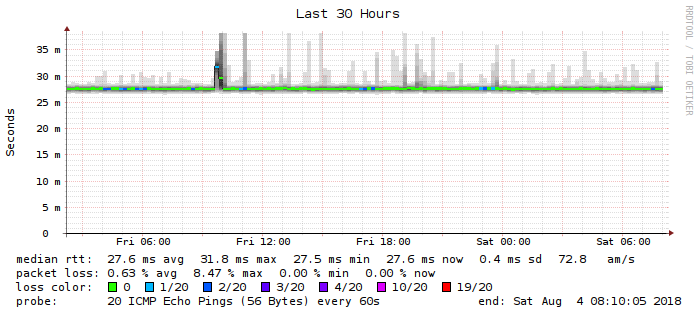 Last 30 Hours
RRDTOOL / TOBI OETIKER
Seconds
35 m
30 m
25 m
20 m
15 m
10 m
5 m
0
Fri 06:00 Fri 12:00 Fri 18:00 Sat 00:00 Sat 06:00
median rtt: 27.6 ms avg 31.8 ms max 27.5 ms min 27.6 ms now 0.4 ms sd 72.8 am/s
packet loss: 0.63 % avg 8.47 % max 0.00 % min 0.00 % now
loss color: 0 1/20 2/20 3/20 4/20 10/20 19/20
probe: 20 ICMP Echo Pings (56 Bytes) every 60s end: Sat Aug 4 08:10:05 2018